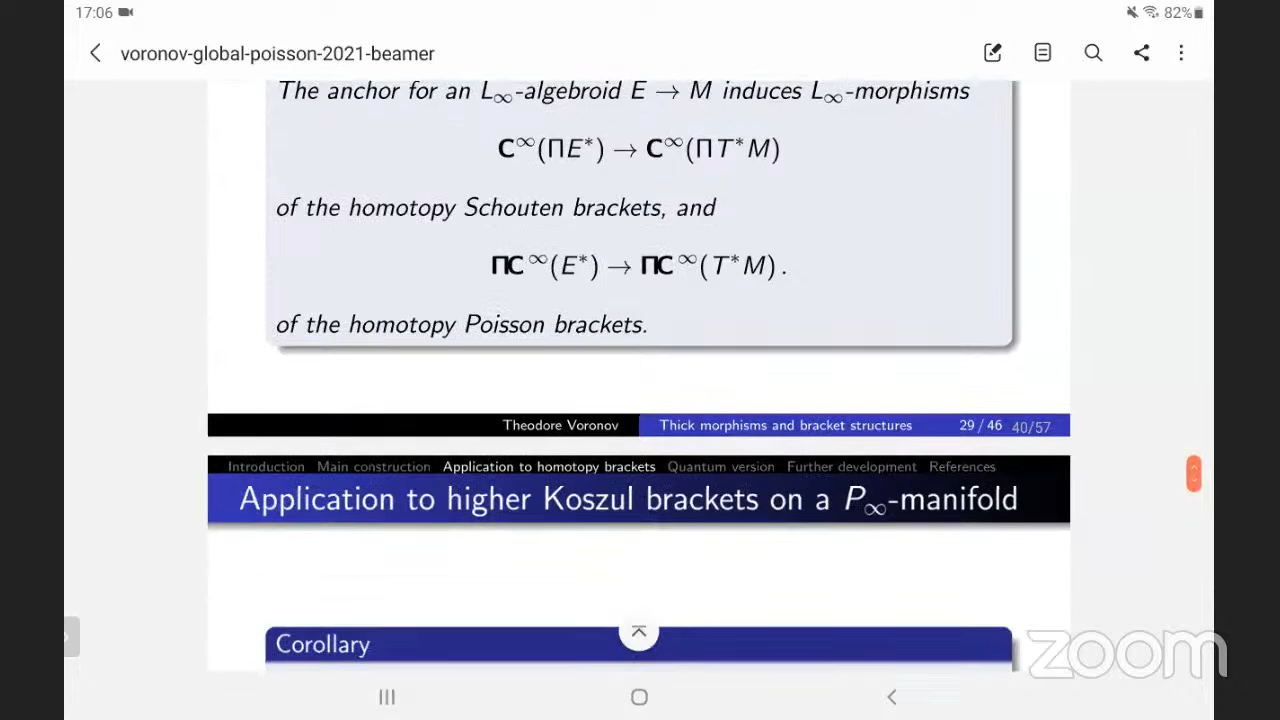 17:06
82%
voronov-global-poisson-2021-beamer
The anchor for an L∞-algebroid E → M induces L∞-morphisms
C∞(ΠE*) → C∞(ΠT*M)
of the homotopy Schouten brackets, and
ΠC∞(E*) → ΠC∞(T*M).
of the homotopy Poisson brackets.
Theodore Voronov Thick morphisms and bracket structures 29 / 46 40/57
Introduction Main construction Application to homotopy brackets Quantum version Further development References
Application to higher Koszul brackets on a P∞-manifold
Corollary
zoom